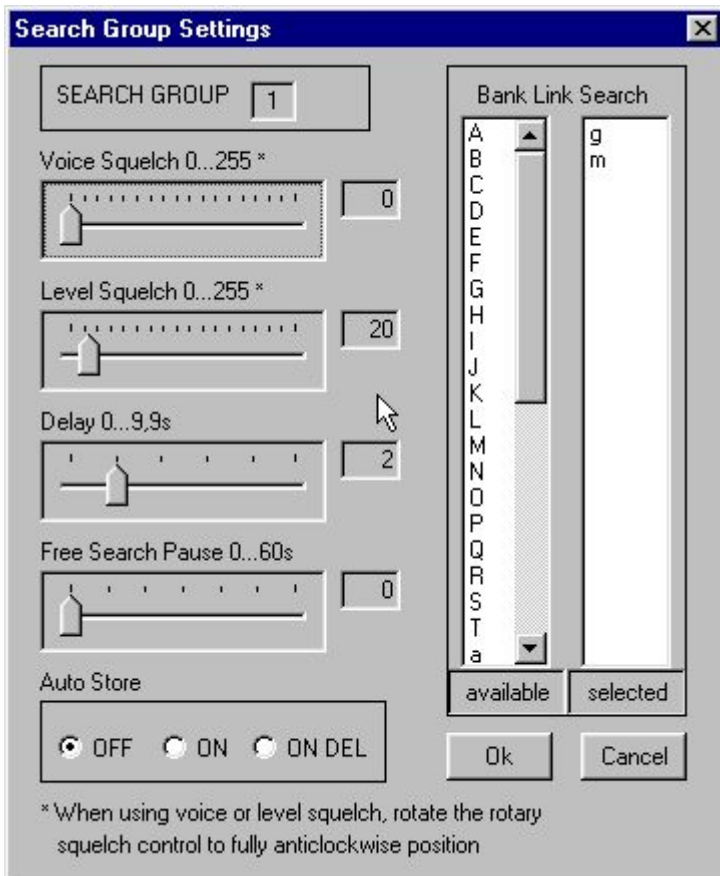 Search Group Settings
SEARCH GROUP 1
Voice Squelch 0...255 *
0
Level Squelch 0...255 *
20
Delay 0...9,9s
2
Free Search Pause 0...60s
0
Auto Store
OFF ON ON DEL
* When using voice or level squelch, rotate the rotary
squelch control to fully anticlockwise position
Bank Link Search
A
B
C
D
E
F
G
H
I
J
K
L
M
N
O
P
Q
R
S
T
a
g
m
available selected
Ok Cancel